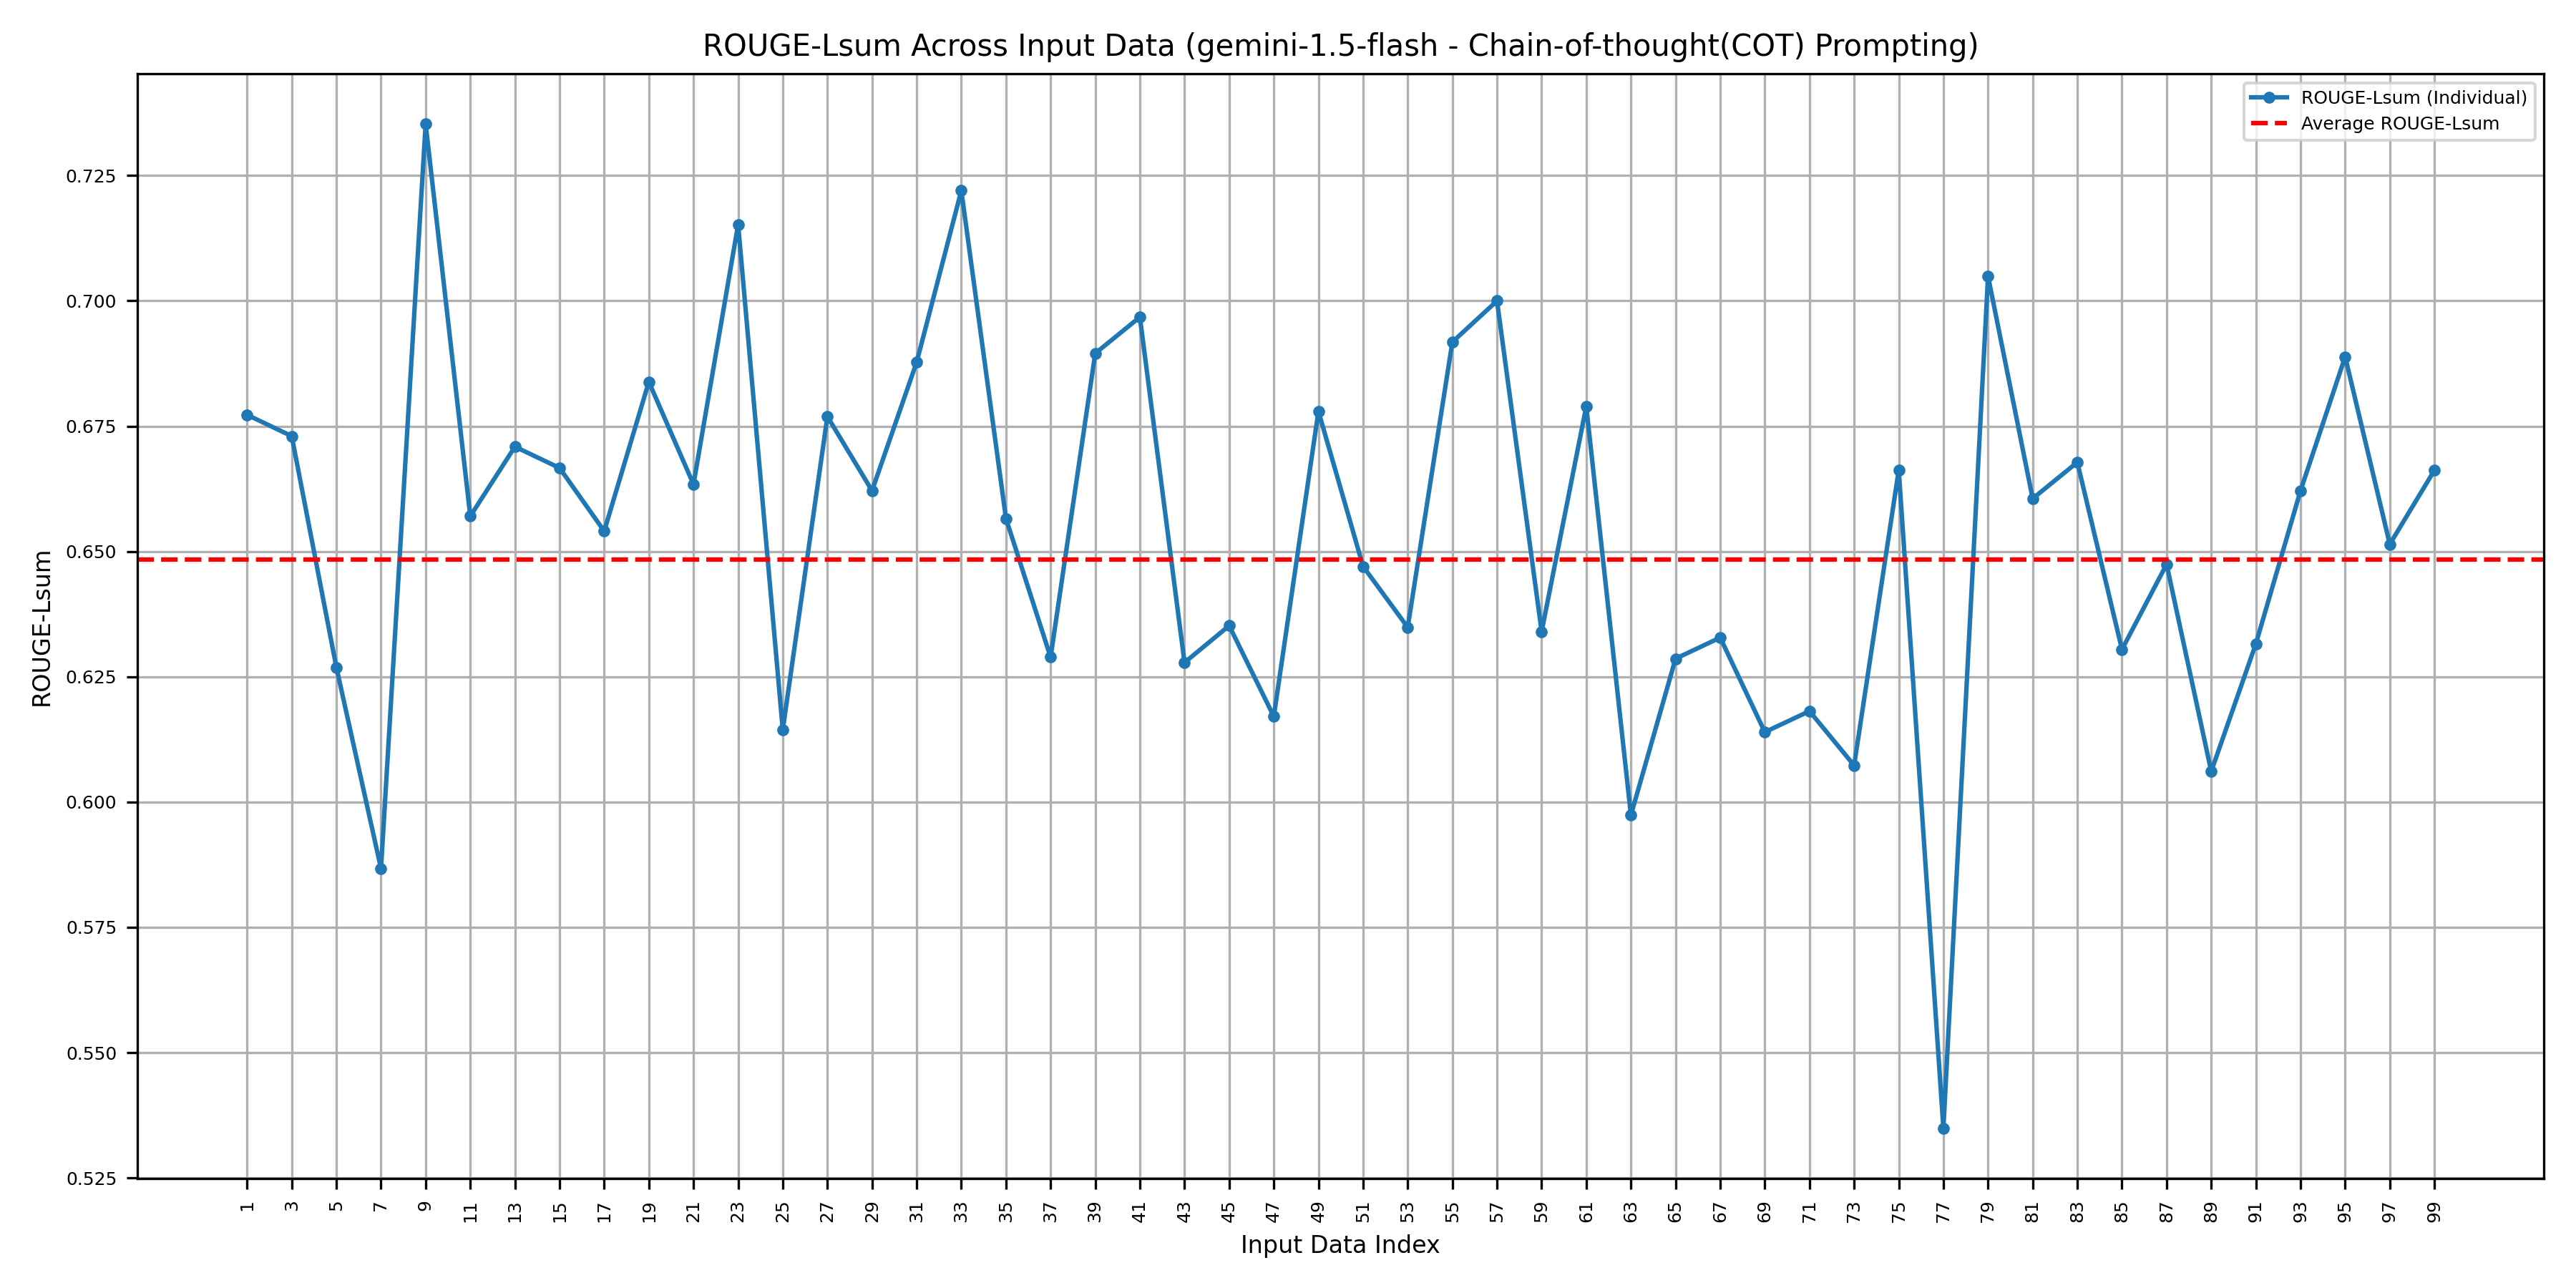 ROUGE-Lsum Across Input Data (gemini-1.5-flash - Chain-of-thought(COT) Prompting)
ROUGE-Lsum (Individual)
Average ROUGE-Lsum
ROUGE-Lsum
0.725
0.700
0.675
0.650
0.625
0.600
0.575
0.550
0.525
1 3 5 7 9 11 13 15 17 19 21 23 25 27 29 31 33 35 37 39 41 43 45 47 49 51 53 55 57 59 61 63 65 67 69 71 73 75 77 79 81 83 85 87 89 91 93 95 97 99
Input Data Index